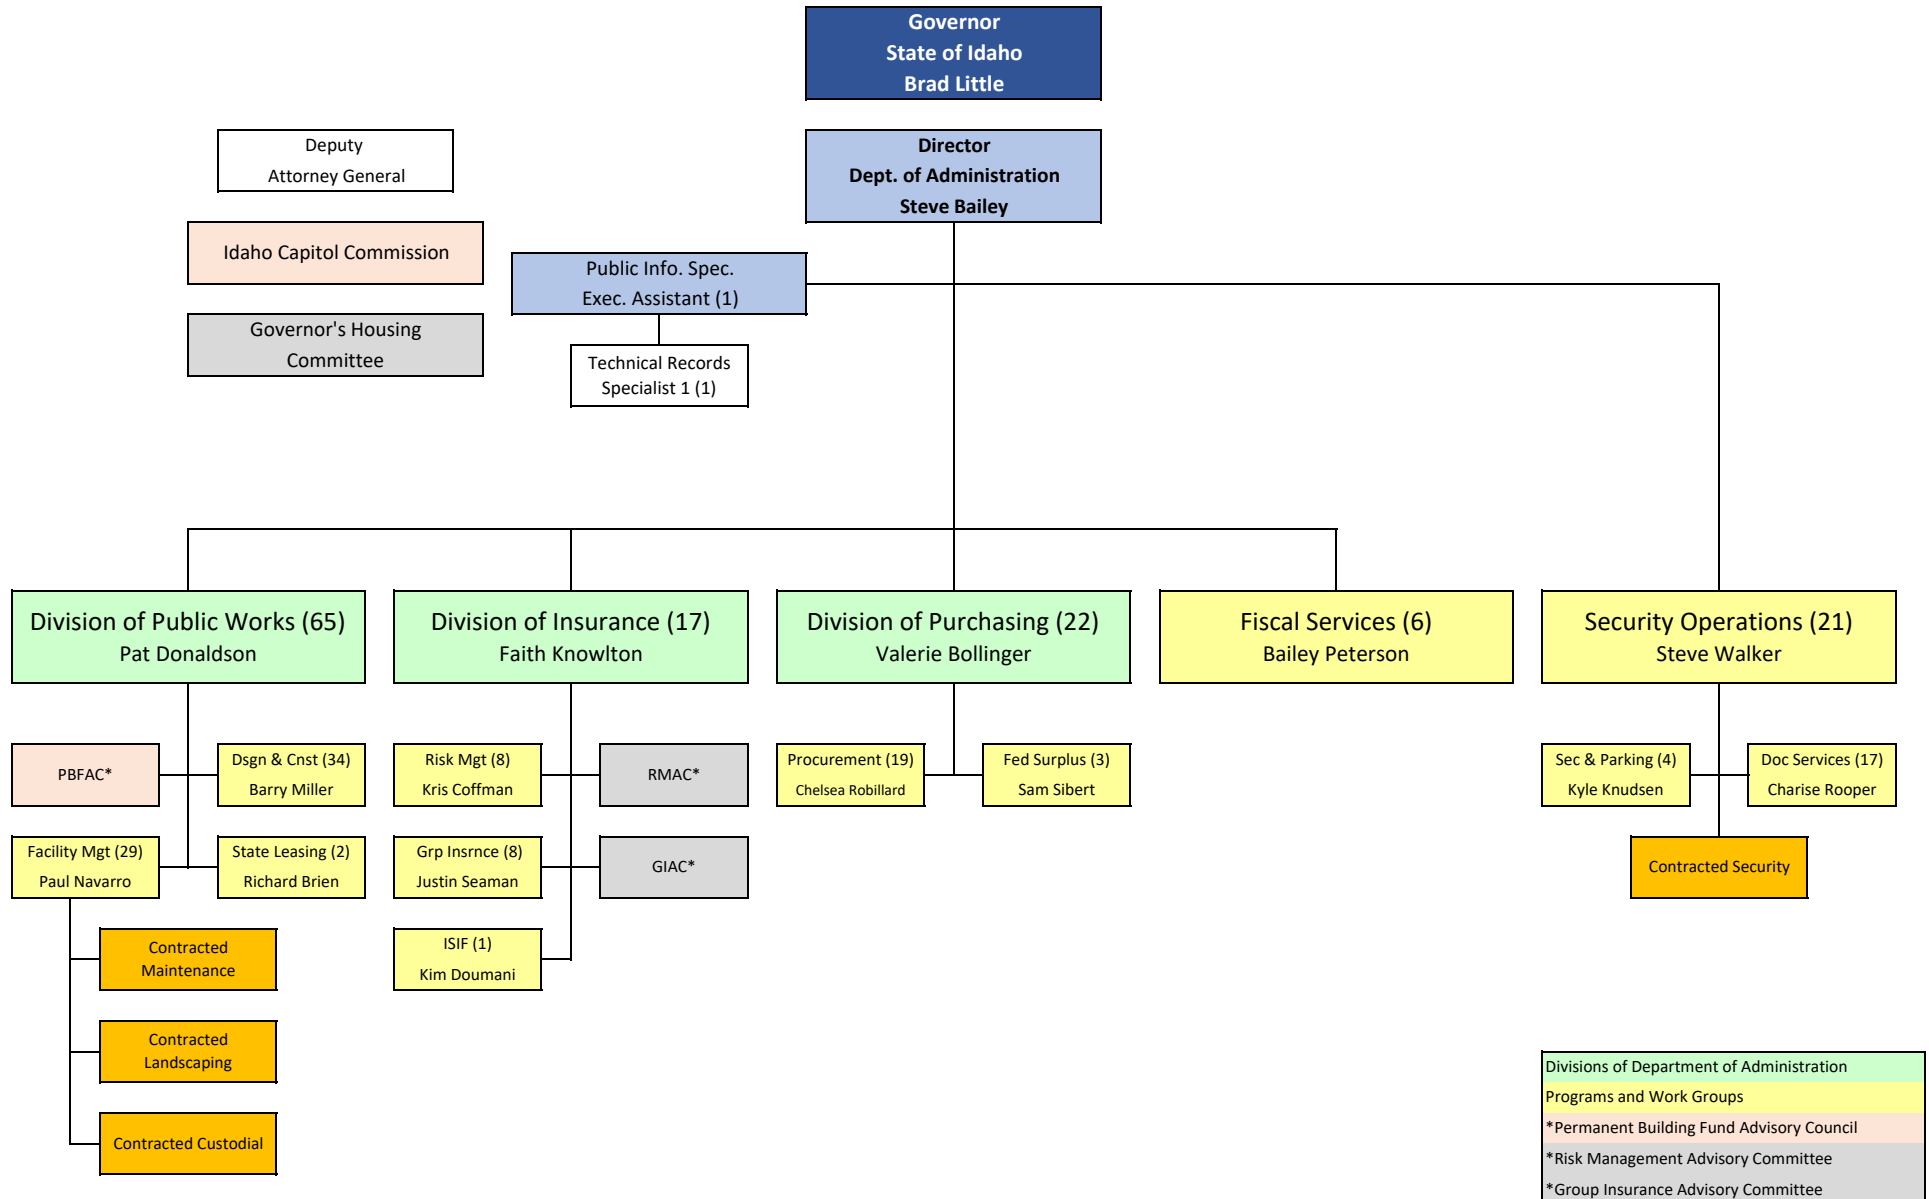 Governor
State of Idaho
Brad Little
Deputy
Attorney General
Director
Dept. of Administration
Steve Bailey
Idaho Capitol Commission
Public Info. Spec.
Exec. Assistant (1)
Governor's Housing
Committee
Technical Records
Specialist 1 (1)
Division of Public Works (65)
Pat Donaldson
Division of Insurance (17)
Faith Knowlton
Division of Purchasing (22)
Valerie Bollinger
Fiscal Services (6)
Bailey Peterson
Security Operations (21)
Steve Walker
PBFAC*
Dsgn & Cnst (34)
Barry Miller
Risk Mgt (8)
Kris Coffman
RMAC*
Procurement (19)
Chelsea Robillard
Fed Surplus (3)
Sam Sibert
Sec & Parking (4)
Kyle Knudsen
Doc Services (17)
Charise Rooper
Facility Mgt (29)
Paul Navarro
State Leasing (2)
Richard Brien
Grp Insrnce (8)
Justin Seaman
GIAC*
Contracted Security
Contracted
Maintenance
ISIF (1)
Kim Doumani
Contracted
Landscaping
Contracted Custodial
Divisions of Department of Administration
Programs and Work Groups
*Permanent Building Fund Advisory Council
*Risk Management Advisory Committee
*Group Insurance Advisory Committee